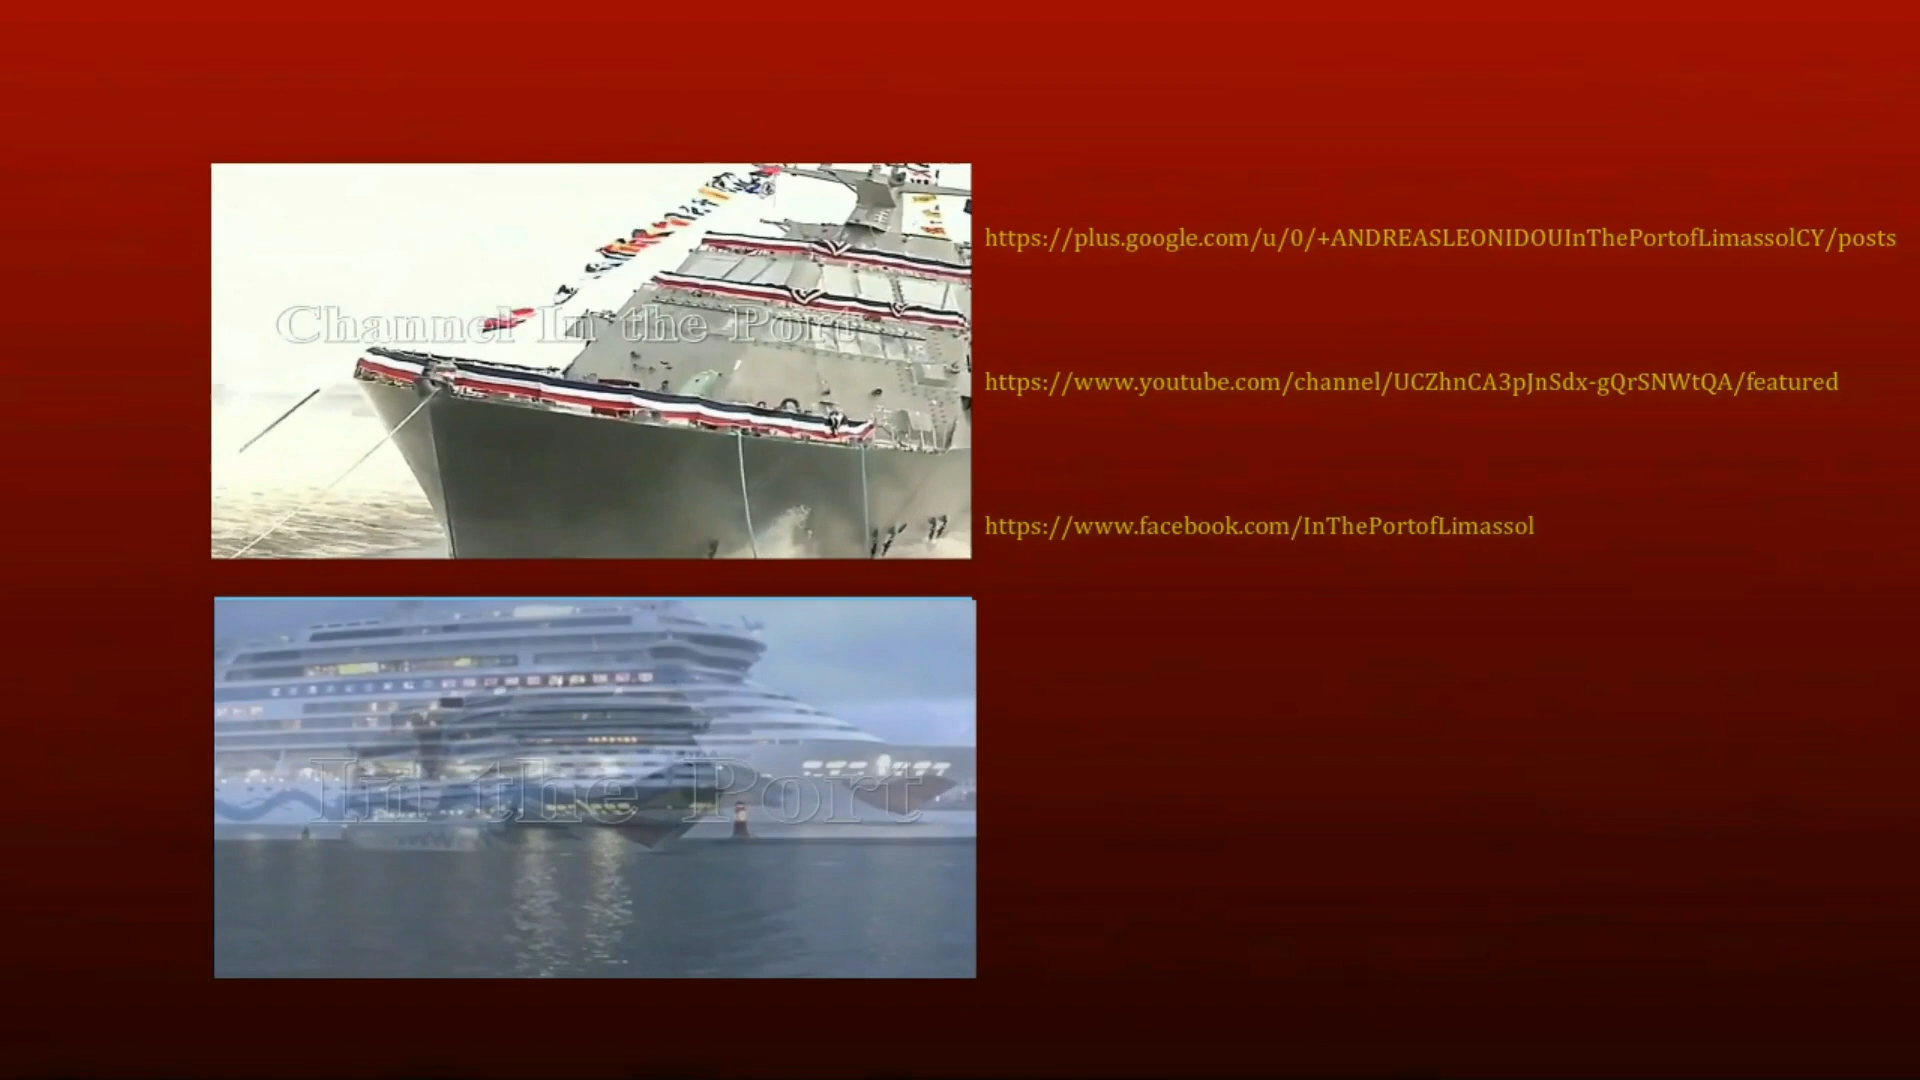 https://plus.google.com/u/0/+ANDREASLEONIDOUInThePortofLimassolCY/posts
Channel In the Port
https://www.youtube.com/channel/UCZhnCA3pJnSdx-gQrSNWtQA/featured
https://www.facebook.com/InThePortofLimassol
In the Port